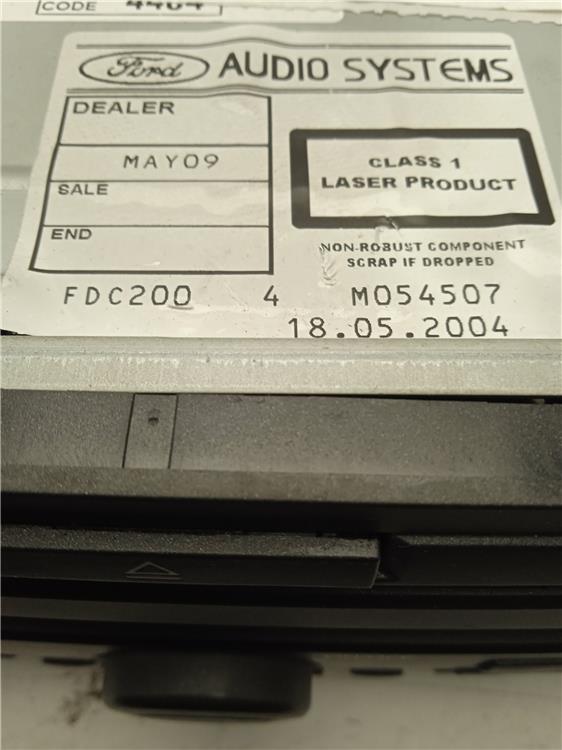 CODE 4464
Ford AUDIO SYSTEMS
DEALER
MAY09
SALE
END
CLASS 1
LASER PRODUCT
NON-ROBUST COMPONENT
SCRAP IF DROPPED
FDC200 4 M054507
18.05.2004